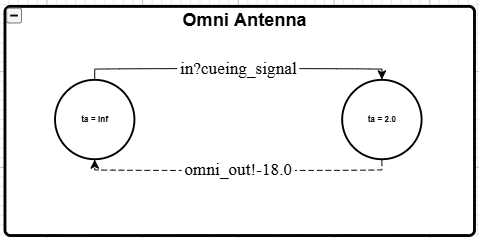 Omni Antenna
in?cueing_signal
ta = inf
ta = 2.0
omni_out!-18.0